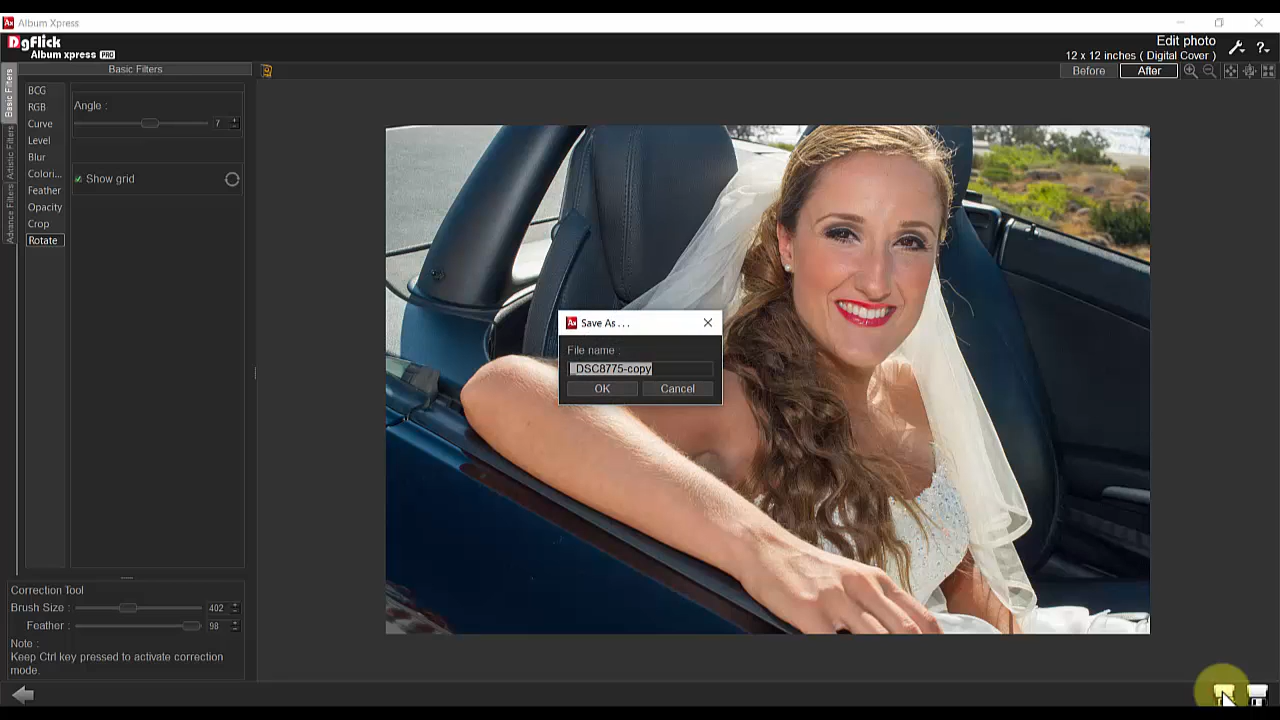 Album Xpress
DgFlick
Album xpress PRO
Edit photo
12 x 12 inches ( Digital Cover )
Basic Filters
Before
After
Basic Filters
Artistic Filters
Advance Filters
BCG
RGB
Curve
Level
Blur
Colori...
Feather
Opacity
Crop
Rotate
Angle :
7
Show grid
Save As . . .
File name :
_DSC8775-copy
OK
Cancel
Correction Tool
Brush Size :
402
Feather :
98
Note :
Keep Ctrl key pressed to activate correction
mode.